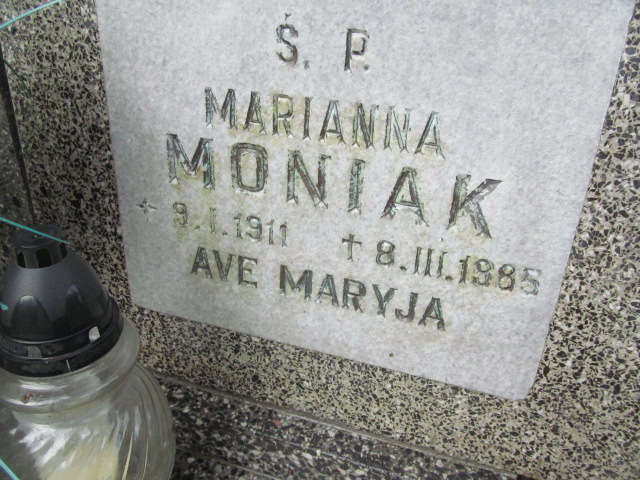 Ś. P.
MARIANNA
MONIAK
9.I.1911 † 8.III.1985
AVE MARYJA